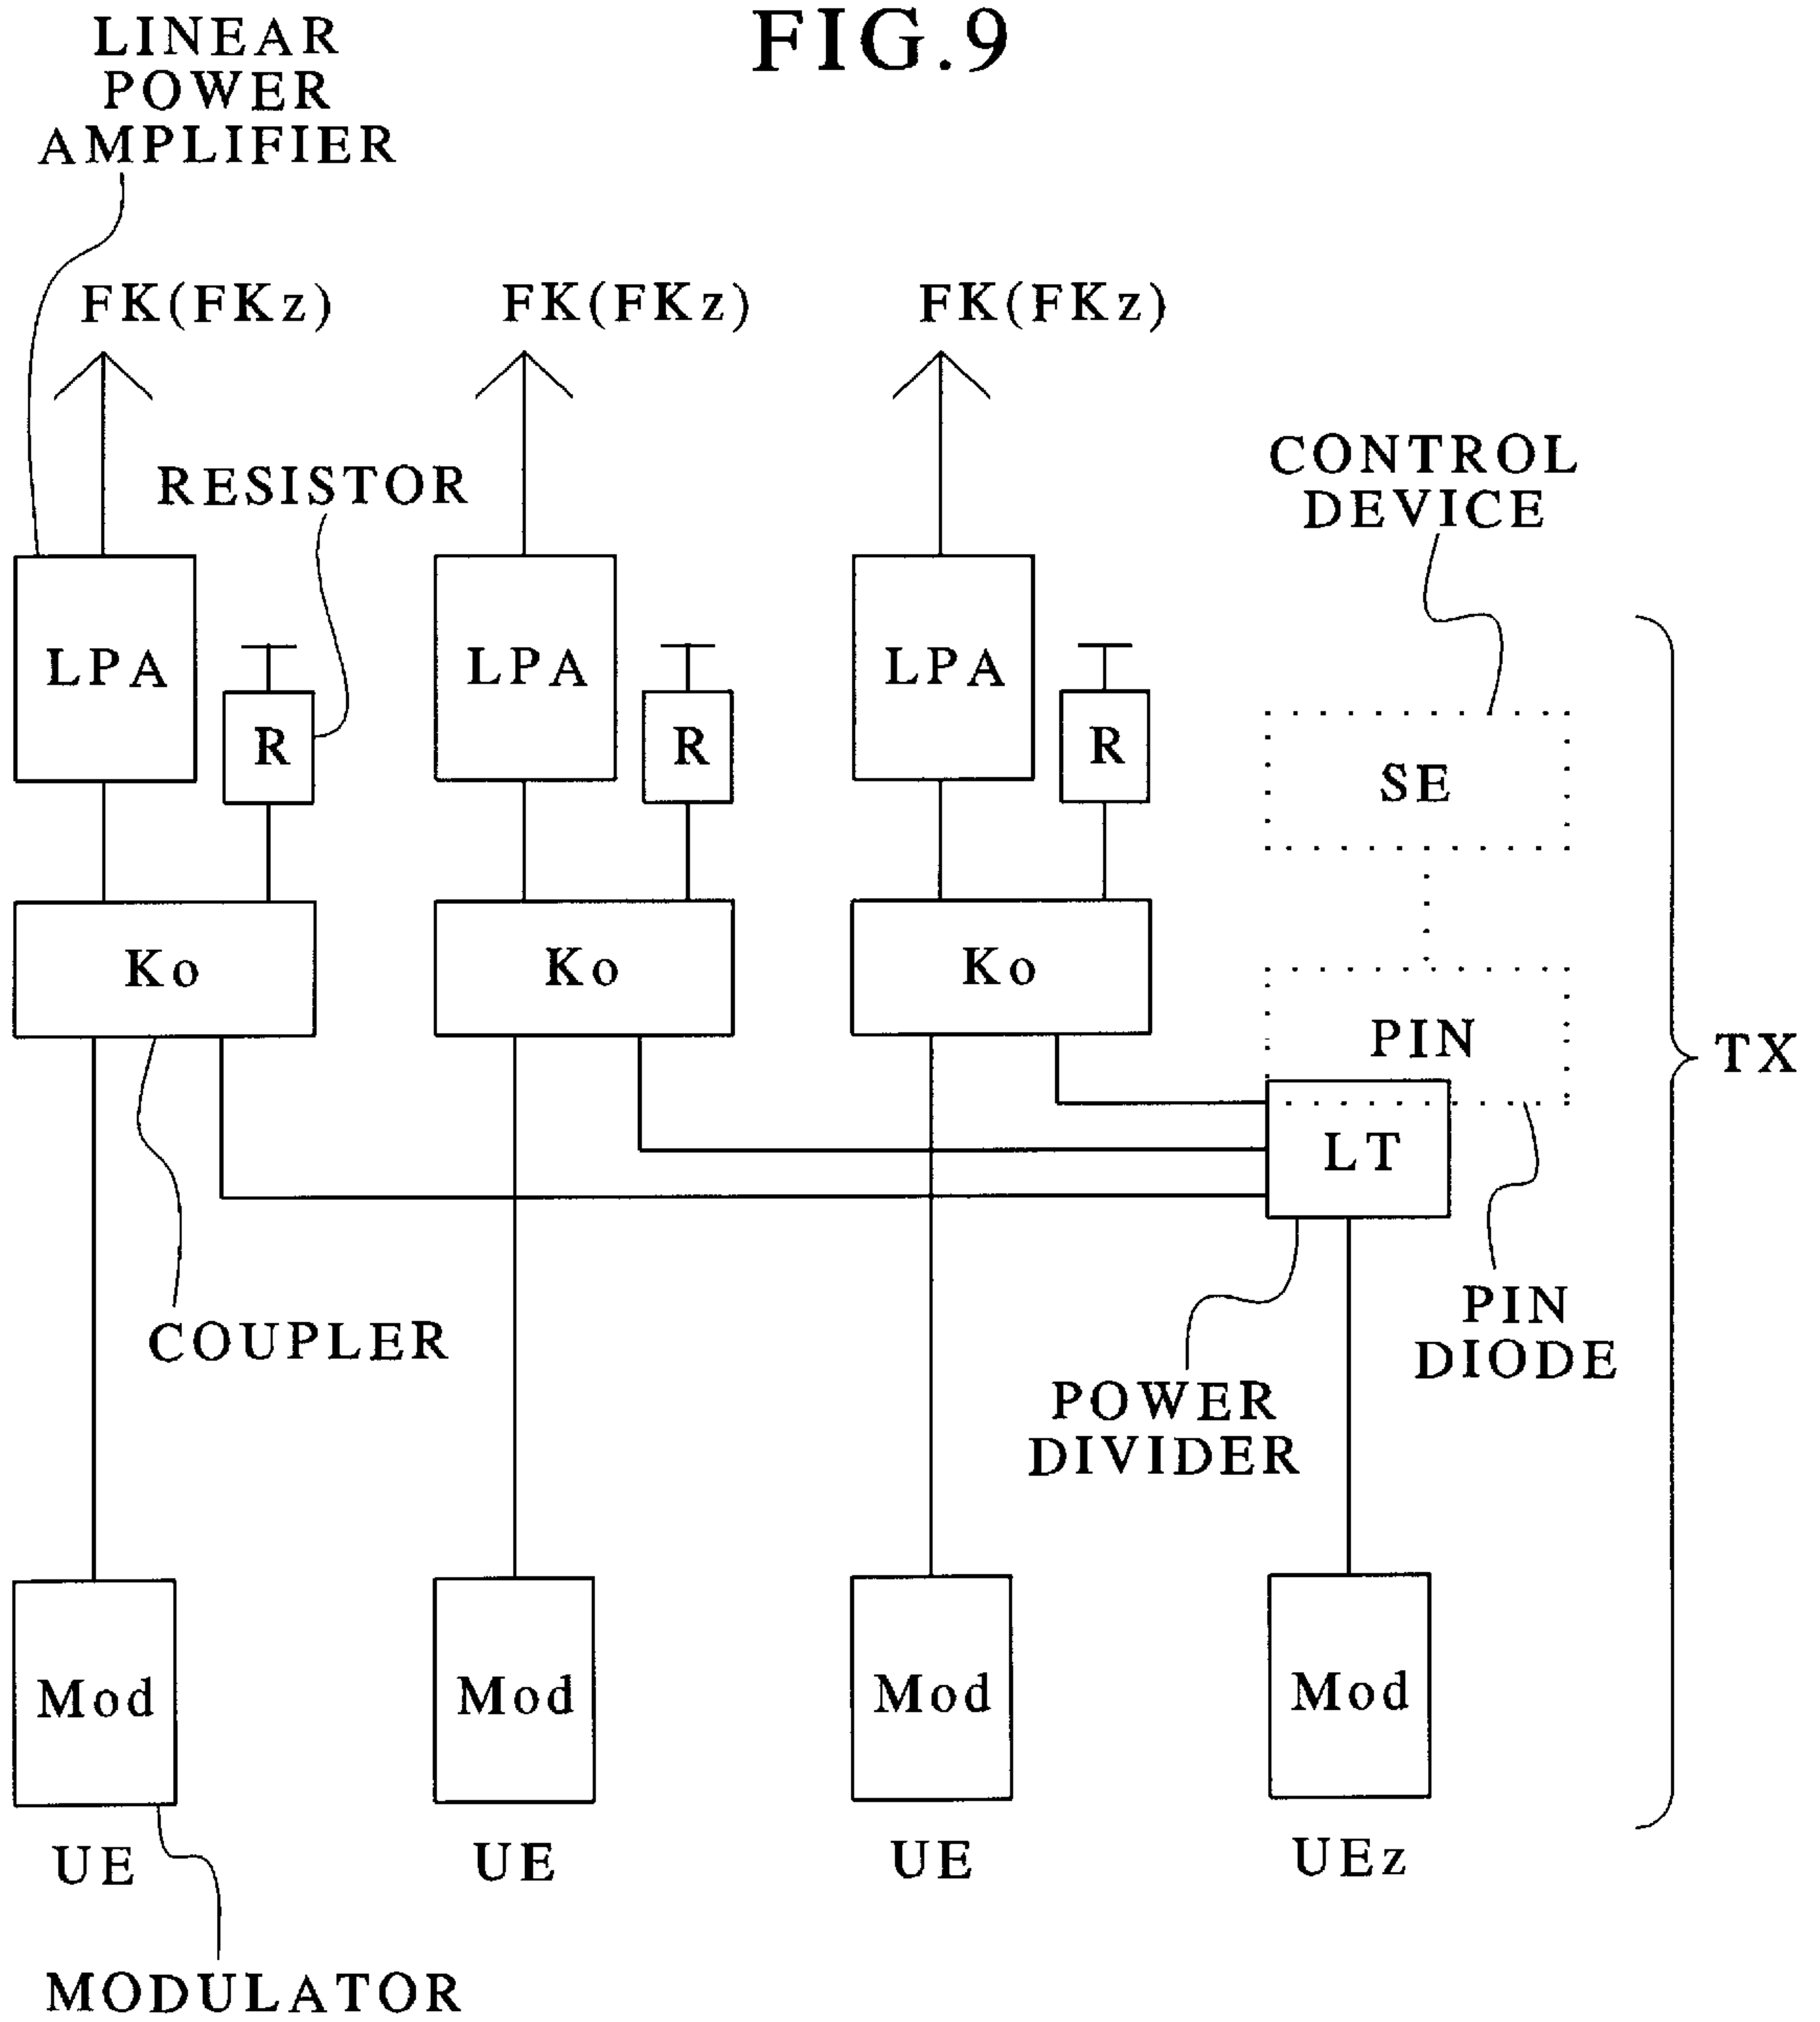 FIG.9
LINEAR
POWER
AMPLIFIER
FK(FKz)
FK(FKz)
FK(FKz)
CONTROL
DEVICE
RESISTOR
LPA
R
LPA
R
LPA
R
SE
Ko
Ko
Ko
PIN
TX
LT
COUPLER
PIN
DIODE
POWER
DIVIDER
Mod
Mod
Mod
Mod
UE
UE
UE
UEz
MODULATOR